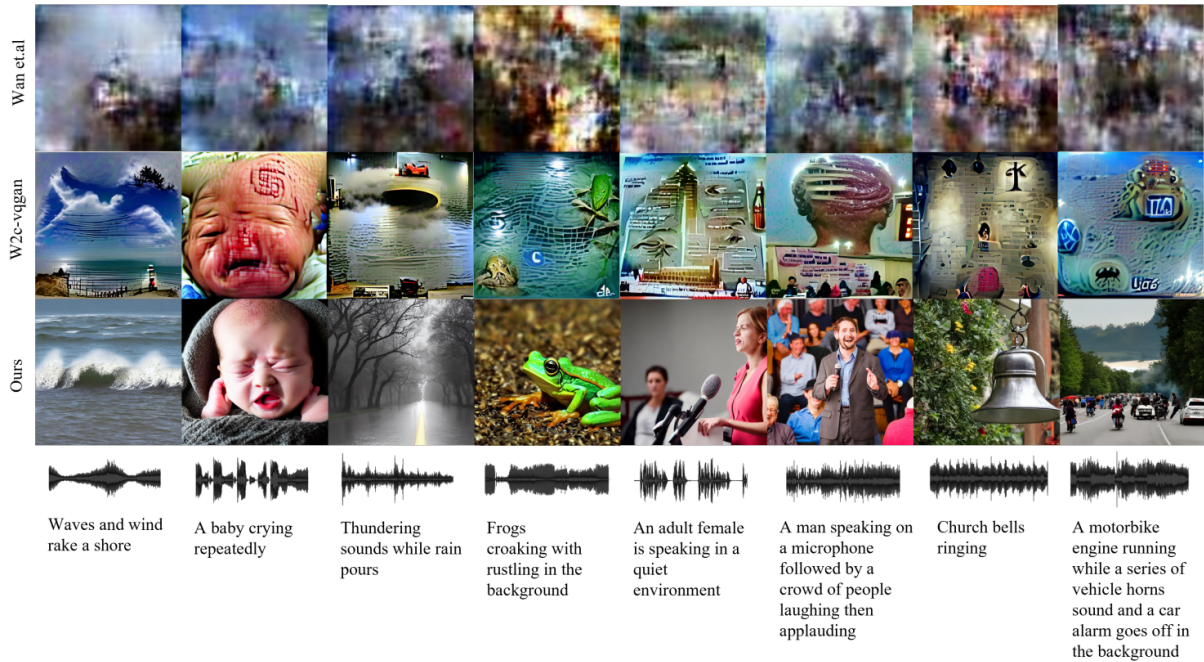 Wan et.al
W2c-vqgan
Ours
Waves and wind
rake a shore
A baby crying
repeatedly
Thundering
sounds while rain
pours
Frogs
croaking with
rustling in the
background
An adult female
is speaking in a
quiet
environment
A man speaking on
a microphone
followed by a
crowd of people
laughing then
applauding
Church bells
ringing
A motorbike
engine running
while a series of
vehicle horns
sound and a car
alarm goes off in
the background